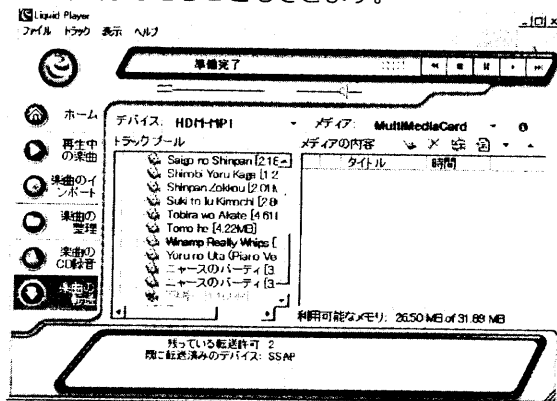 Liquid Player
ファイル トラック 表示 ヘルプ
準備完了
ホーム
再生中
の楽曲
楽曲のイ
ンポート
楽曲の
整理
楽曲の
CD録音
楽曲の
転送
デバイス: HDM-MP1
メディア: MultiMediaCard
トラックプール
メディアの内容
タイトル 時間
Saigo no Shinpan [2.16
Shinobi Yoru Kage [1.2
Shinpan Zokkou [2.01M
Suki to Iu Kimochi [2.8
Tobira wo Akete [4.61
Tomo he [4.22MB]
Winamp Really Whips [
Yoru no Uta (Piano Ve
ニャースのパーティ [3
ニャースのパーティ [3
利用可能なメモリ: 26.50 MB of 31.89 MB
残っている転送許可 2
既に転送済みのデバイス: SSAP